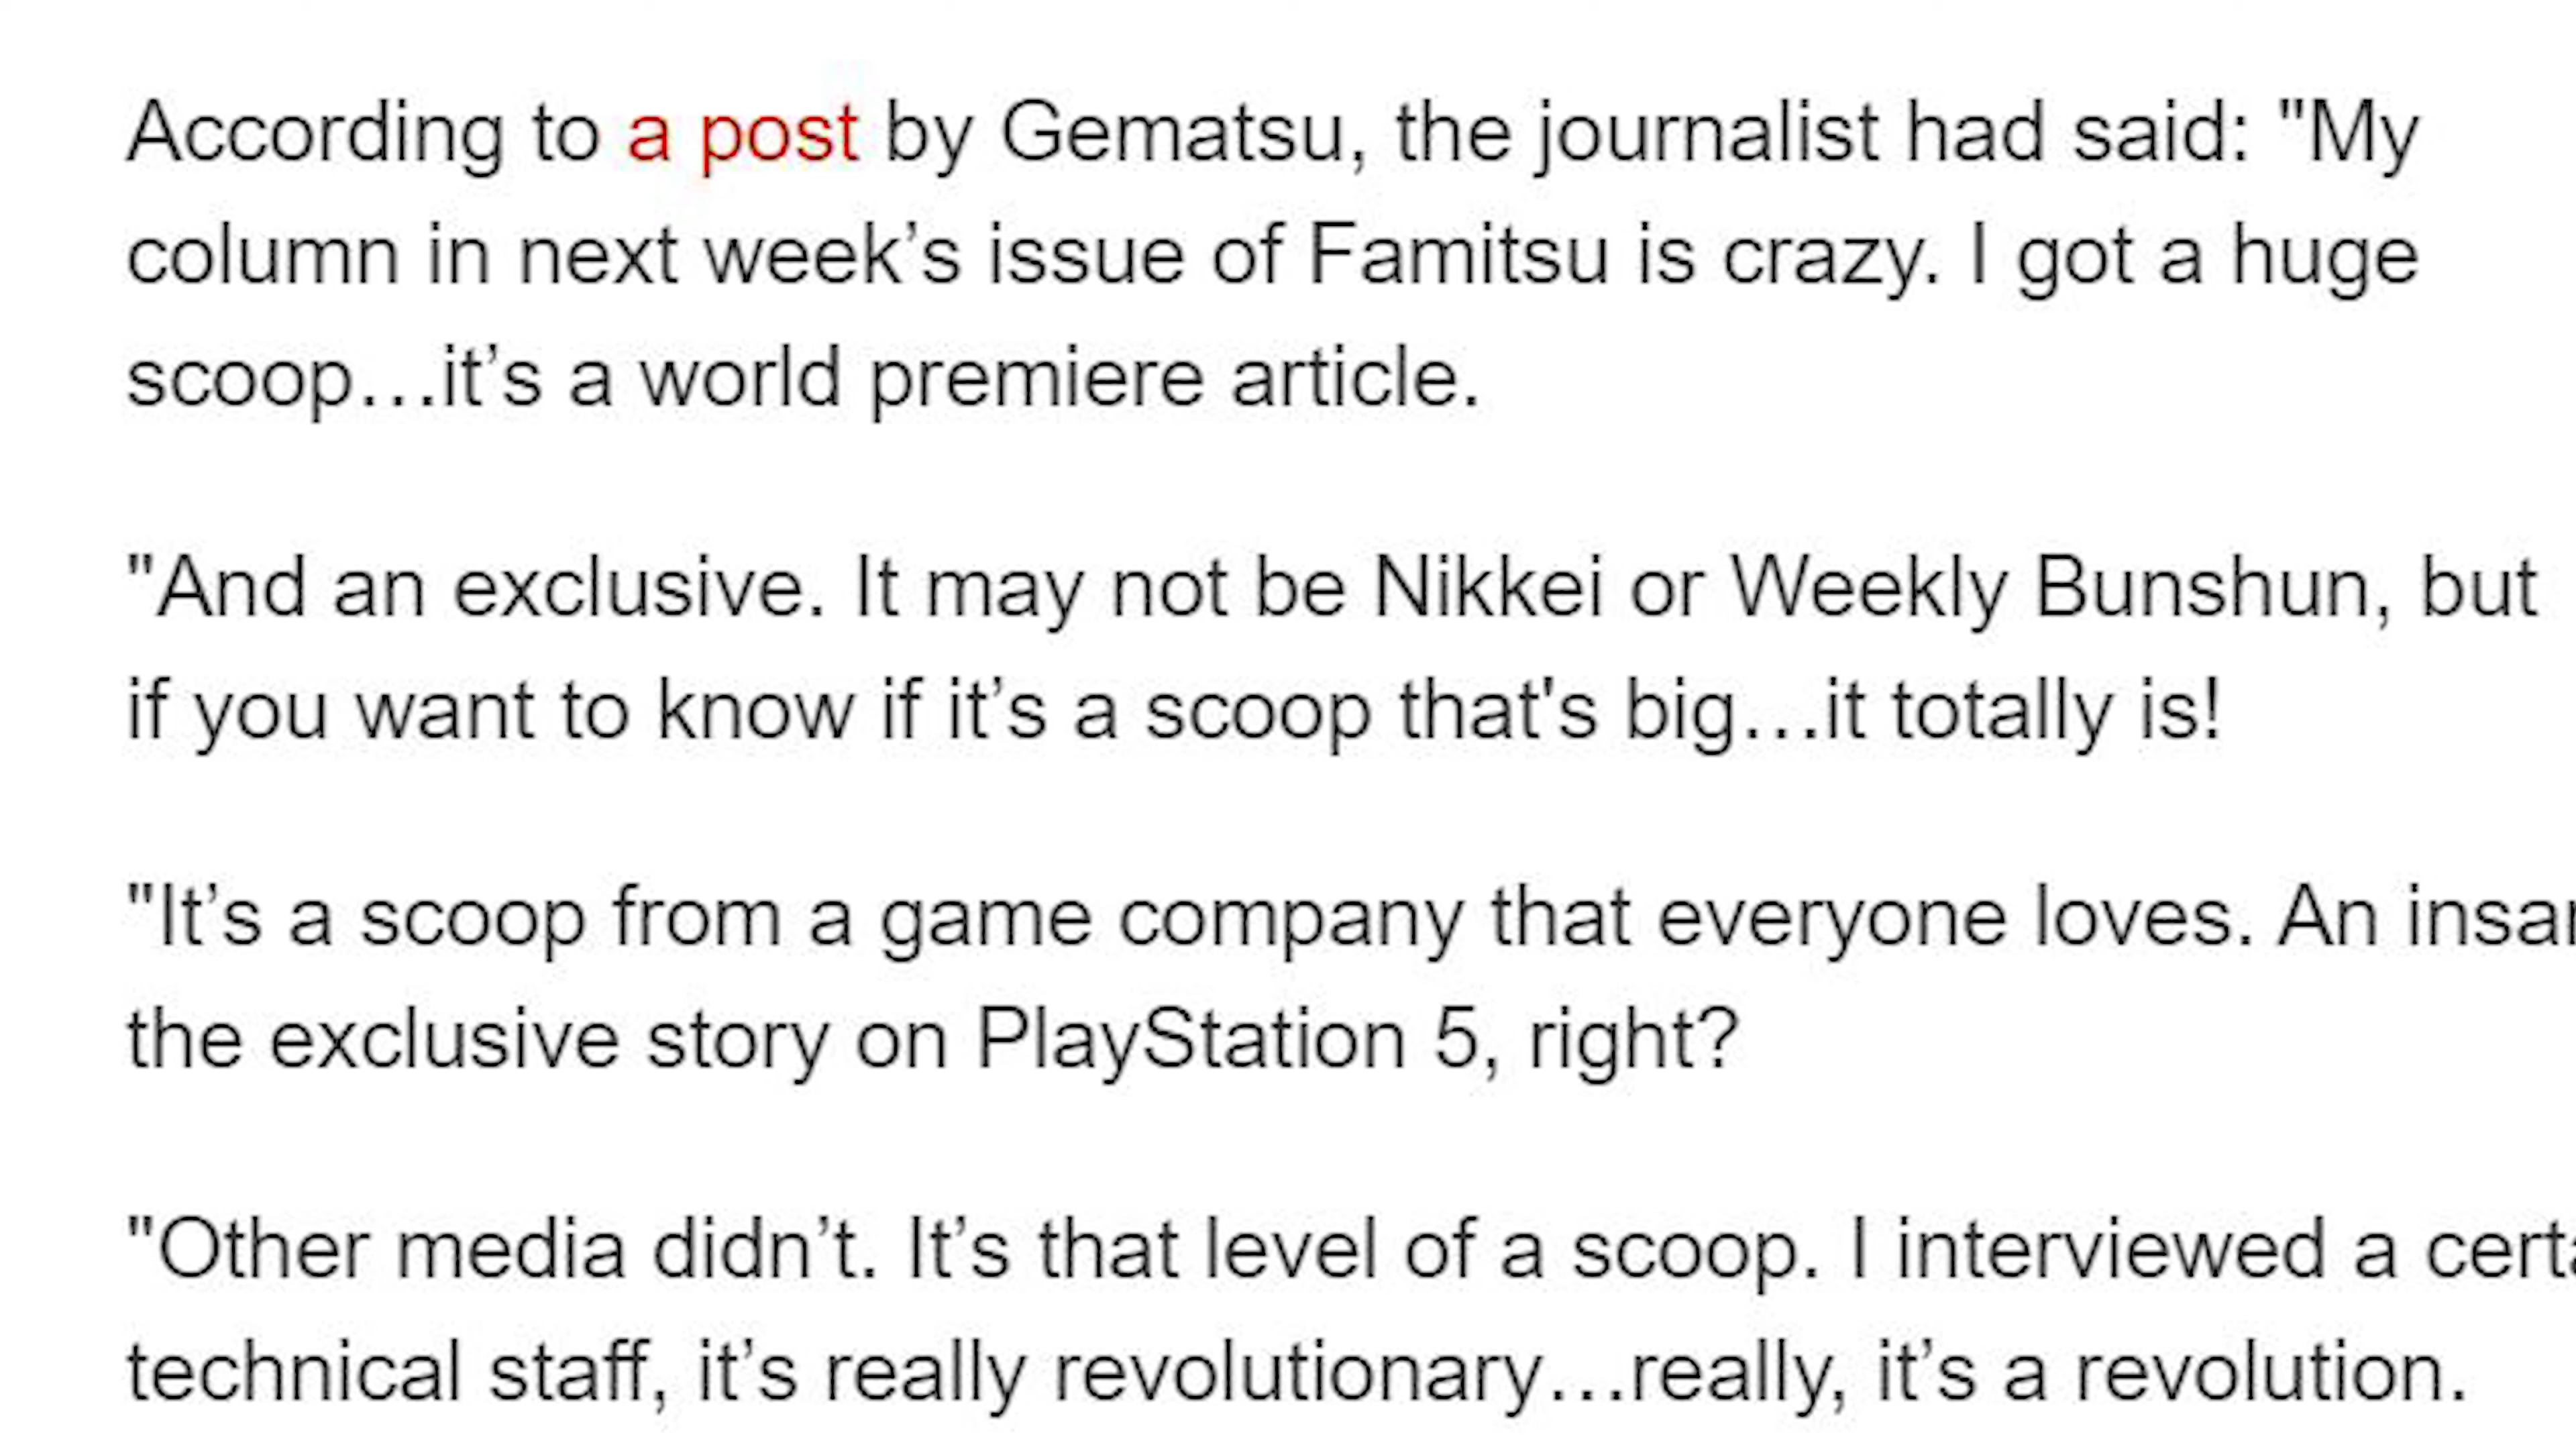 According to a post by Gematsu, the journalist had said: "My
column in next week’s issue of Famitsu is crazy. I got a huge
scoop…it’s a world premiere article.
"And an exclusive. It may not be Nikkei or Weekly Bunshun, but
if you want to know if it’s a scoop that's big…it totally is!
"It’s a scoop from a game company that everyone loves. An
the exclusive story on PlayStation 5, right?
"Other media didn’t. It’s that level of a scoop. I interviewed a
technical staff, it’s really revolutionary…really, it’s a revolution.